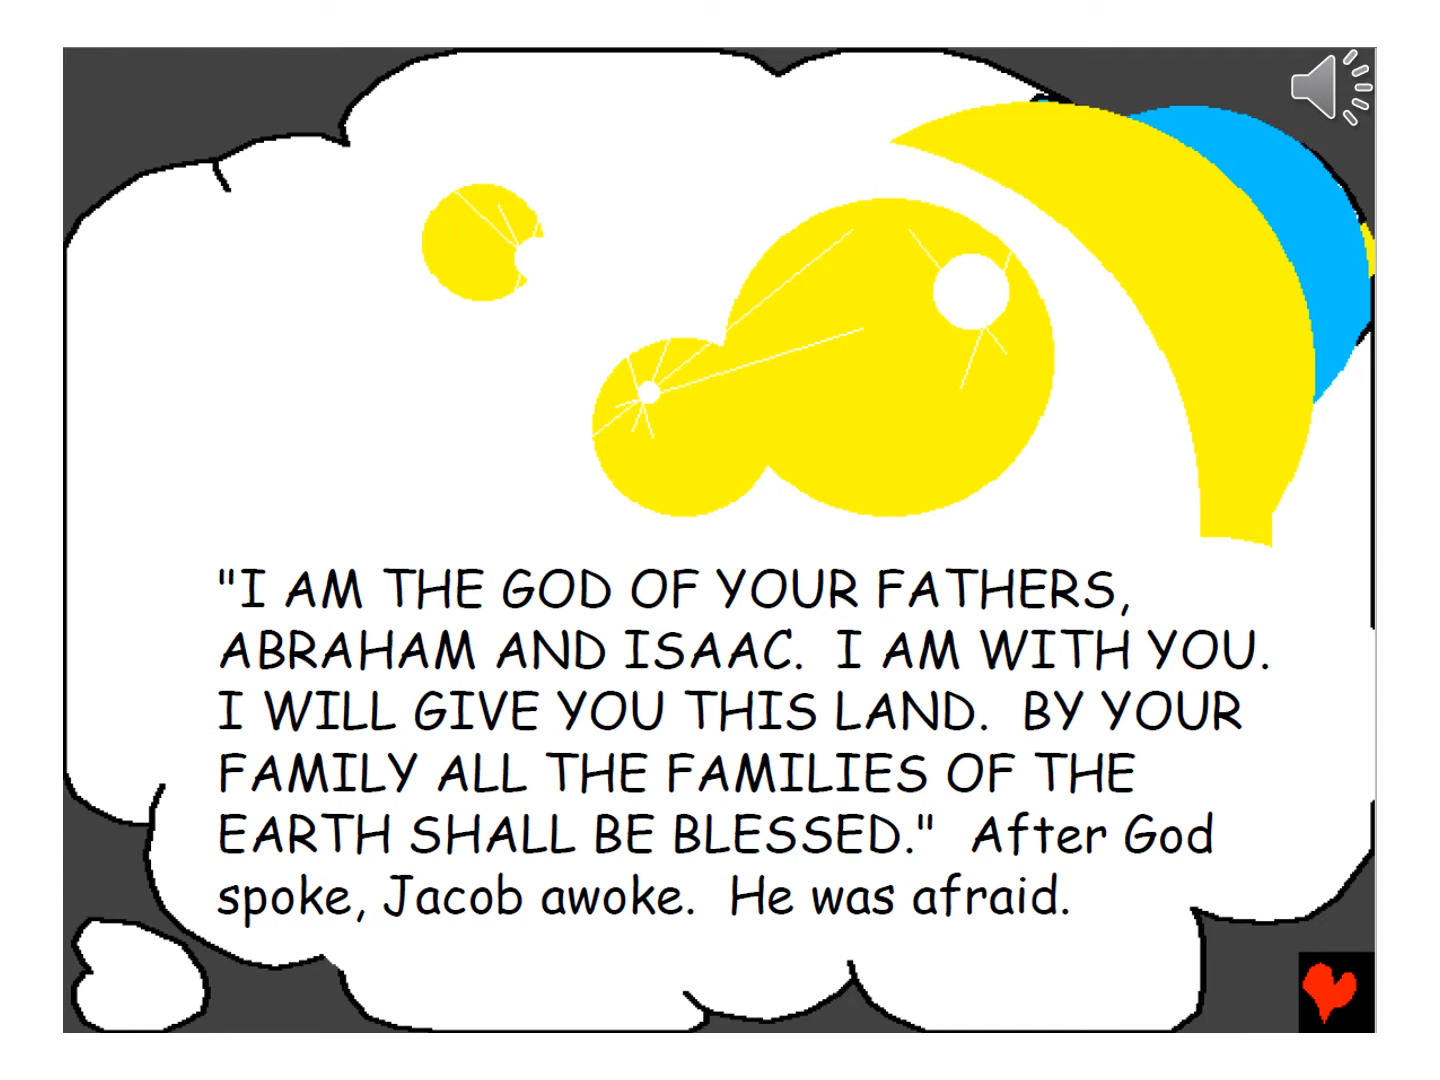 "I AM THE GOD OF YOUR FATHERS,
ABRAHAM AND ISAAC.  I AM WITH YOU.
I WILL GIVE YOU THIS LAND.  BY YOUR
FAMILY ALL THE FAMILIES OF THE
EARTH SHALL BE BLESSED."  After God
spoke, Jacob awoke.  He was afraid.